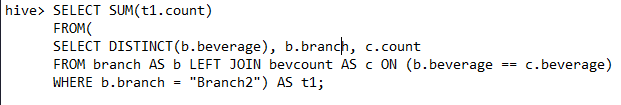 hive> SELECT SUM(t1.count)
FROM(
SELECT DISTINCT(b.beverage), b.branch, c.count
FROM branch AS b LEFT JOIN bevcount AS c ON (b.beverage == c.beverage)
WHERE b.branch = "Branch2") AS t1;